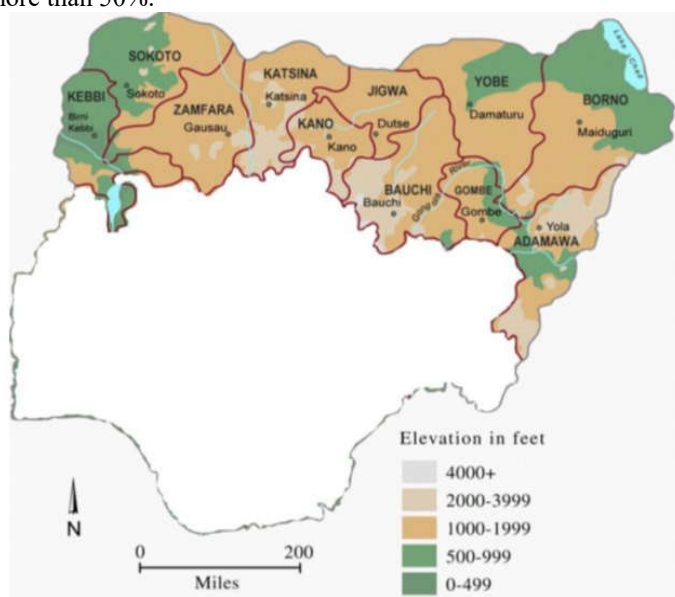 more than 50%.
SOKOTO
Sokoto
KEBBI
Birni
Kebbi
ZAMFARA
Gausau
KATSINA
Katsina
KANO
Kano
JIGWA
Dutse
YOBE
Damaturu
BORNO
Maiduguri
Lake Chad
BAUCHI
Bauchi
Gongola River
GOMBE
Gombe
Yola
ADAMAWA
Elevation in feet
4000+
2000-3999
1000-1999
500-999
0-499
N
0 200
Miles